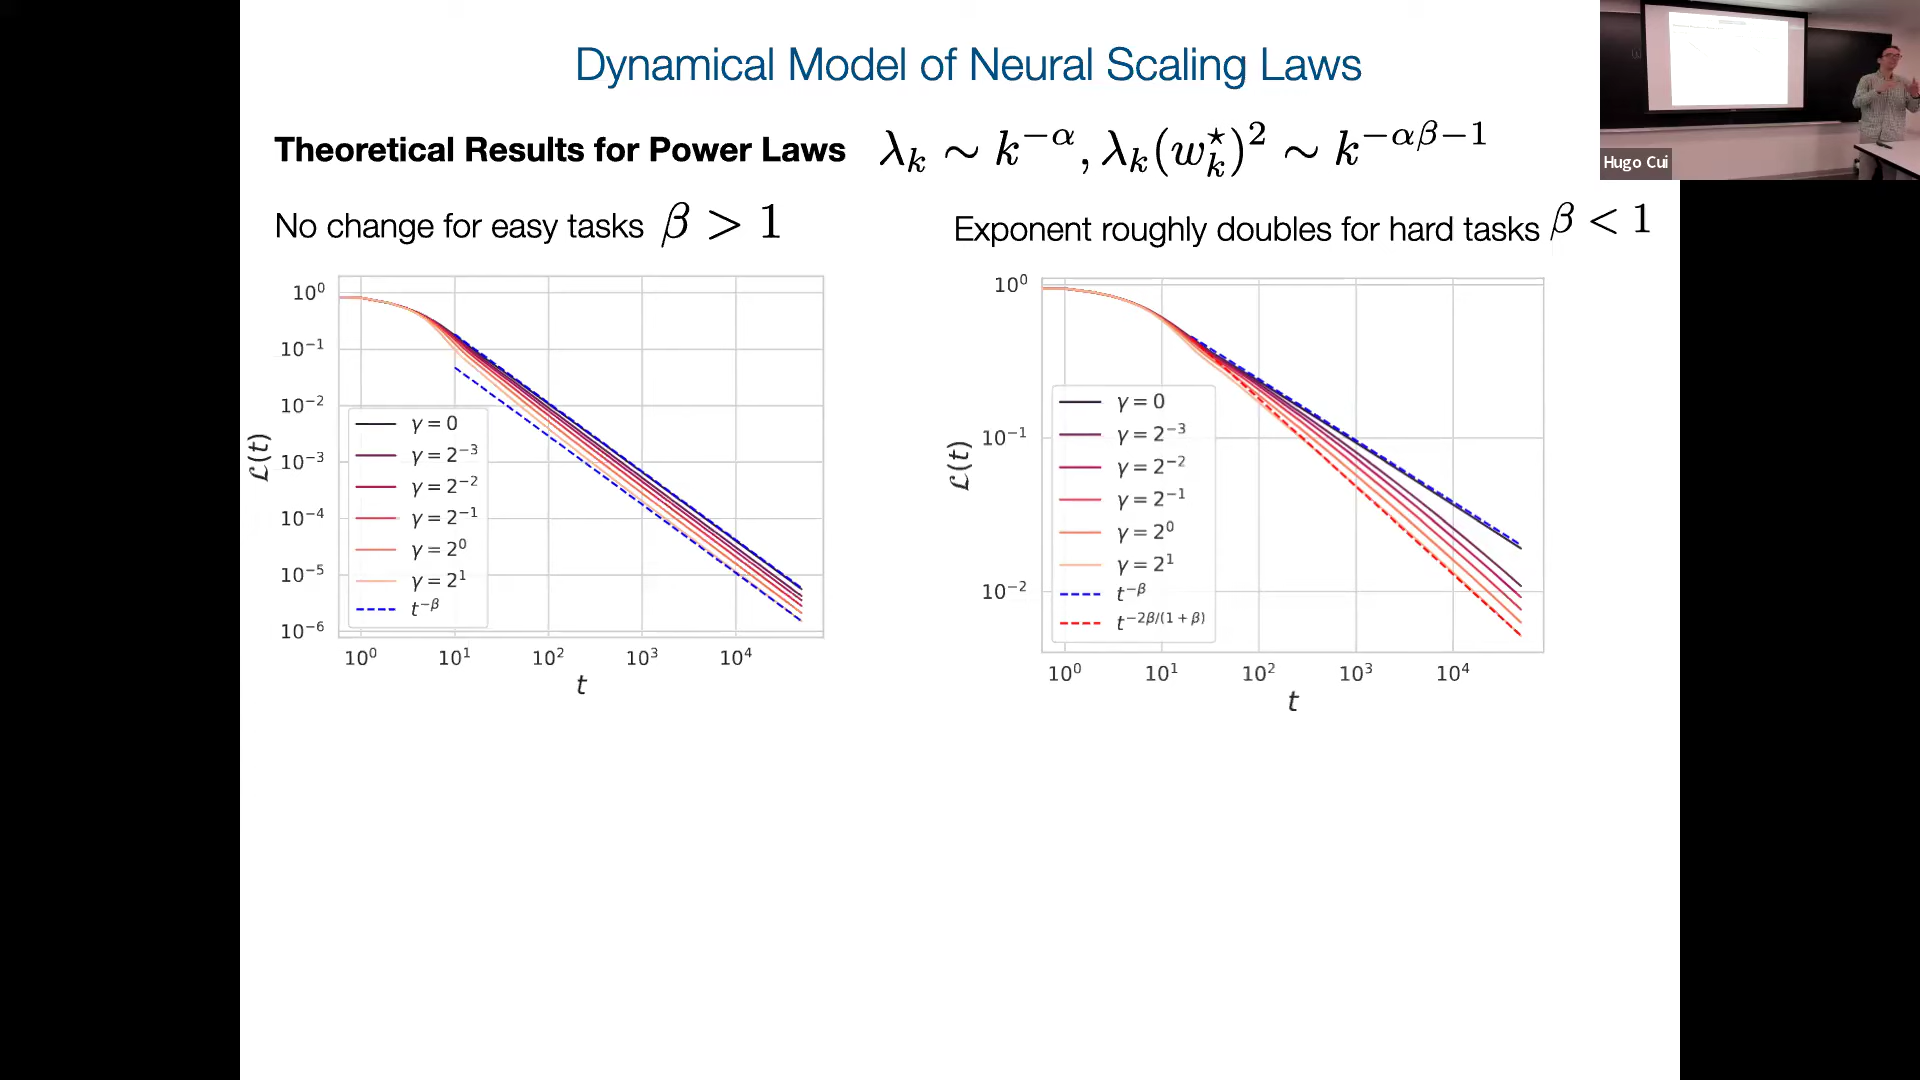 Dynamical Model of Neural Scaling Laws
Theoretical Results for Power Laws λ_k ∼ k^{−α}, λ_k(w_k^⋆)^2 ∼ k^{−αβ−1}
Hugo Cui
No change for easy tasks β > 1
Exponent roughly doubles for hard tasks β < 1
10^0
10^{−1}
10^{−2}
10^{−3}
10^{−4}
10^{−5}
10^{−6}
ℒ(t)
γ = 0
γ = 2^{−3}
γ = 2^{−2}
γ = 2^{−1}
γ = 2^0
γ = 2^1
t^{−β}
10^0 10^1 10^2 10^3 10^4
t
10^0
10^{−1}
10^{−2}
ℒ(t)
γ = 0
γ = 2^{−3}
γ = 2^{−2}
γ = 2^{−1}
γ = 2^0
γ = 2^1
t^{−β}
t^{−2β/(1+β)}
10^0 10^1 10^2 10^3 10^4
t